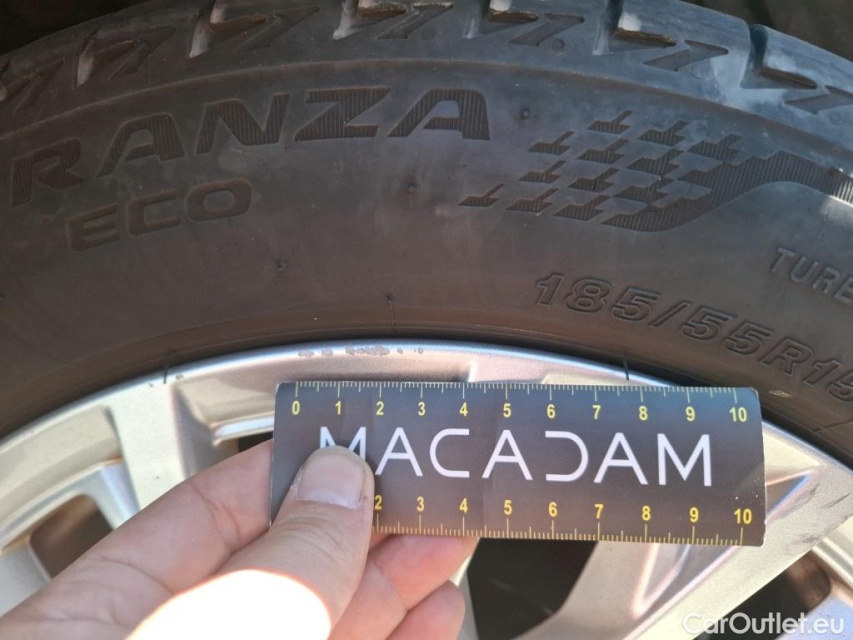 RANZA
ECO
TURE
185/55R15
0 1 2 3 4 5 6 7 8 9 10
MACADAM
2 3 4 5 6 7 8 9 10
CarOutlet.eu